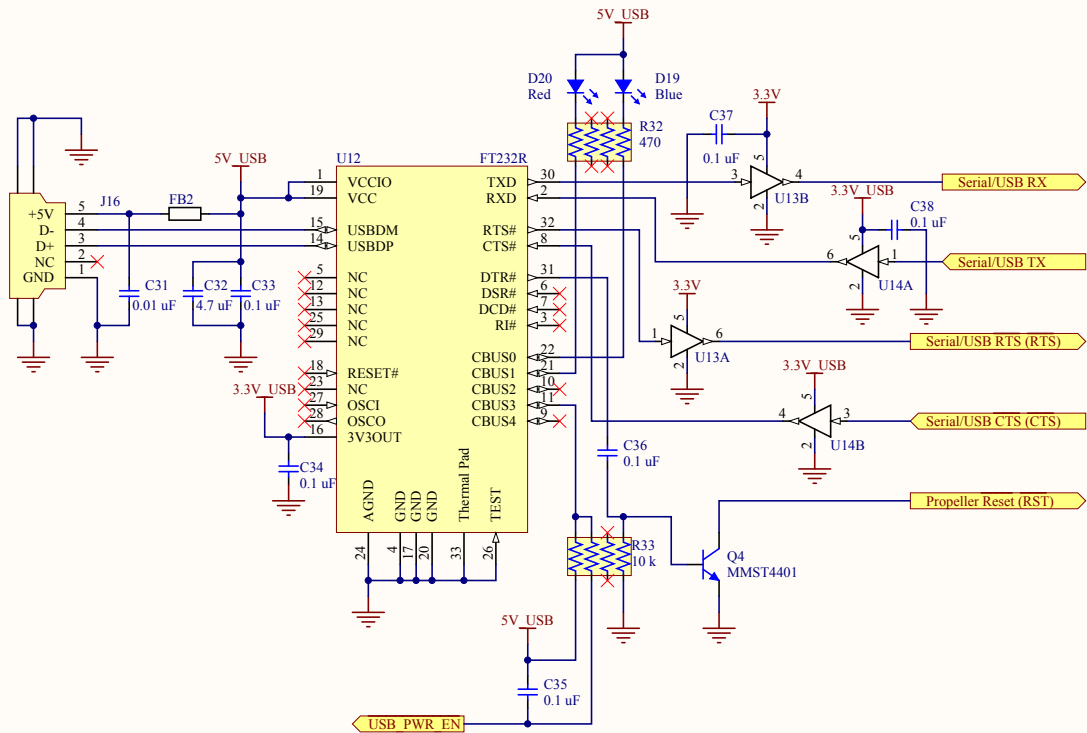 5V_USB
D20
Red
D19
Blue
R32
470
C37
0.1 uF
3.3V
5
3
4
2
U13B
Serial/USB RX
5V_USB
U12
FT232R
J16
+5V
5
D-
4
D+
3
NC
2
GND
1
FB2
C31
0.01 uF
C32
4.7 uF
C33
0.1 uF
1
VCCIO
19
VCC
15
USBDM
14
USBDP
5
NC
12
NC
13
NC
25
NC
29
NC
18
RESET#
23
NC
27
OSCI
28
OSCO
16
3V3OUT
TXD
30
RXD
2
RTS#
32
CTS#
8
DTR#
31
DSR#
6
DCD#
7
RI#
3
CBUS0
22
CBUS1
21
CBUS2
10
CBUS3
11
CBUS4
9
AGND
GND
GND
GND
Thermal Pad
TEST
24
4
17
20
33
26
3.3V_USB
C34
0.1 uF
3.3V_USB
C38
0.1 uF
5
6
1
2
U14A
Serial/USB TX
3.3V
5
1
6
2
U13A
Serial/USB RTS (RTS)
3.3V_USB
5
4
3
2
U14B
Serial/USB CTS (CTS)
C36
0.1 uF
Propeller Reset (RST)
R33
10 k
Q4
MMST4401
5V_USB
C35
0.1 uF
USB_PWR_EN